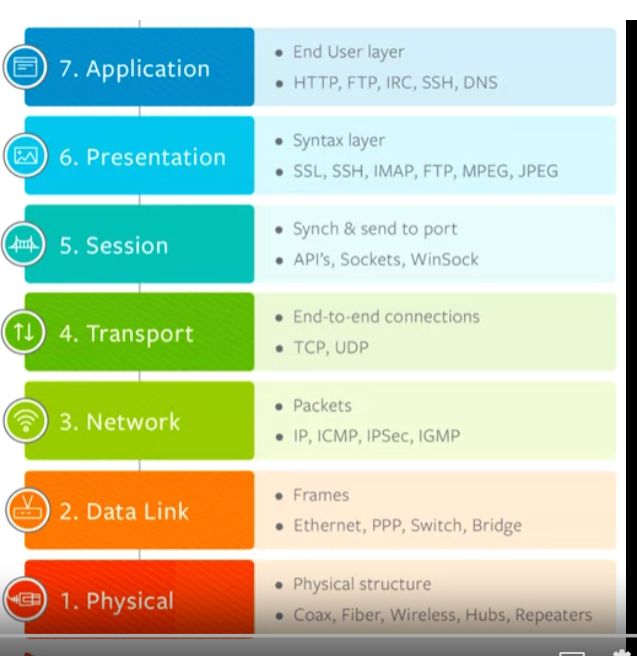 7. Application
End User layer
HTTP, FTP, IRC, SSH, DNS
6. Presentation
Syntax layer
SSL, SSH, IMAP, FTP, MPEG, JPEG
5. Session
Synch & send to port
API's, Sockets, WinSock
4. Transport
End-to-end connections
TCP, UDP
3. Network
Packets
IP, ICMP, IPSec, IGMP
2. Data Link
Frames
Ethernet, PPP, Switch, Bridge
1. Physical
Physical structure
Coax, Fiber, Wireless, Hubs, Repeaters